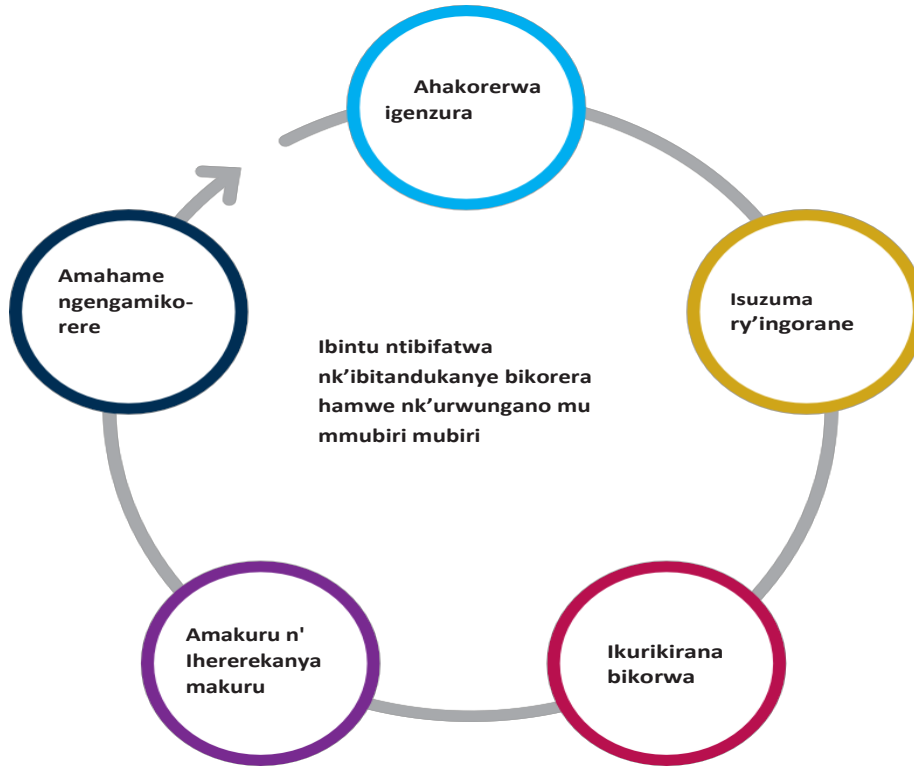 Ahakorerwa
igenzura
Isuzuma
ry’ingorane
Ikurikirana
bikorwa
Amakuru n'
Ihererekanya
makuru
Amahame
ngengamiko-
rere
Ibintu ntibifatwa
nk’ibitandukanye bikorera
hamwe nk’urwungano mu
mmubiri mubiri